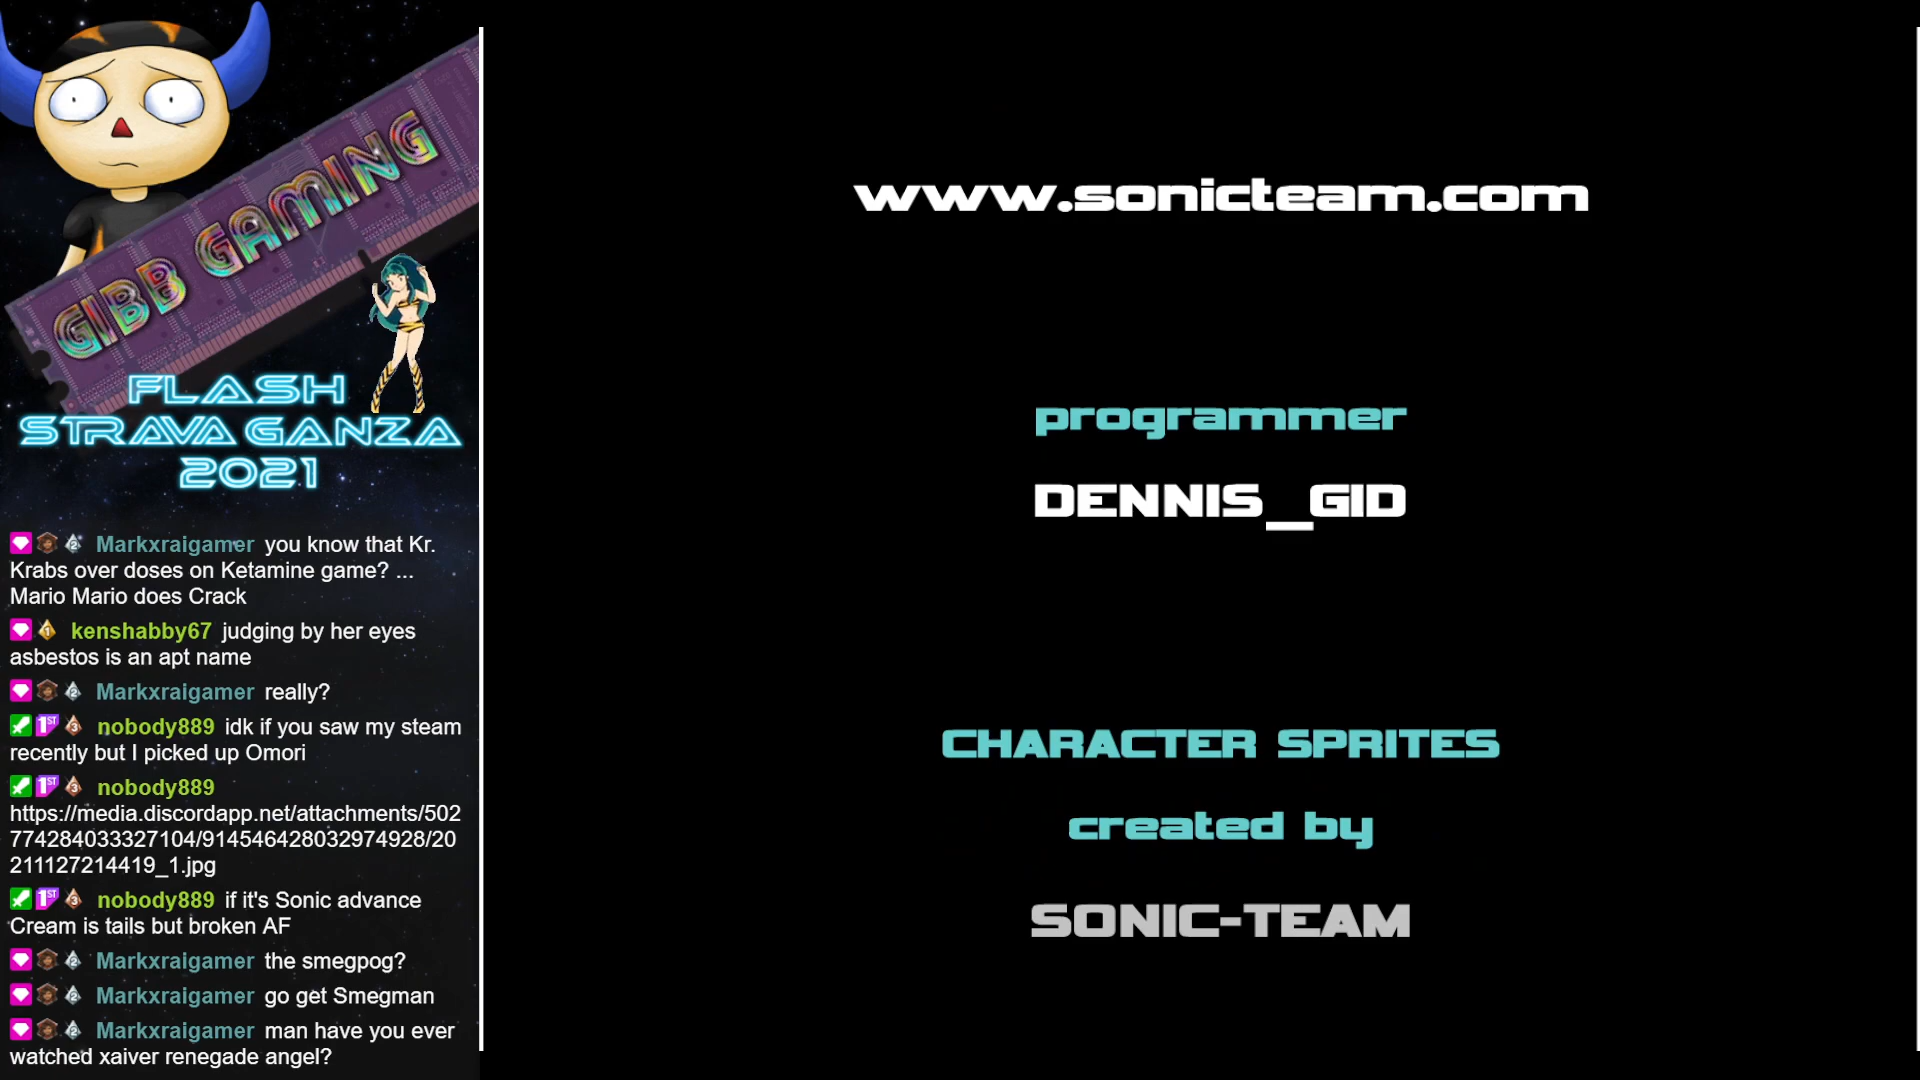 GIBB GAMING
FLASH
STRAVAGANZA
2021
Markxraigamer you know that Kr.
Krabs over doses on Ketamine game? ...
Mario Mario does Crack
kenshabby67 judging by her eyes
asbestos is an apt name
Markxraigamer really?
nobody889 idk if you saw my steam
recently but I picked up Omori
nobody889
https://media.discordapp.net/attachments/502
774284033327104/914546428032974928/20
211127214419_1.jpg
nobody889 if it's Sonic advance
Cream is tails but broken AF
Markxraigamer the smegpog?
Markxraigamer go get Smegman
Markxraigamer man have you ever
watched xaiver renegade angel?
www.sonicteam.com
programmer
DENNIS_GID
CHARACTER SPRITES
created by
SONIC-TEAM